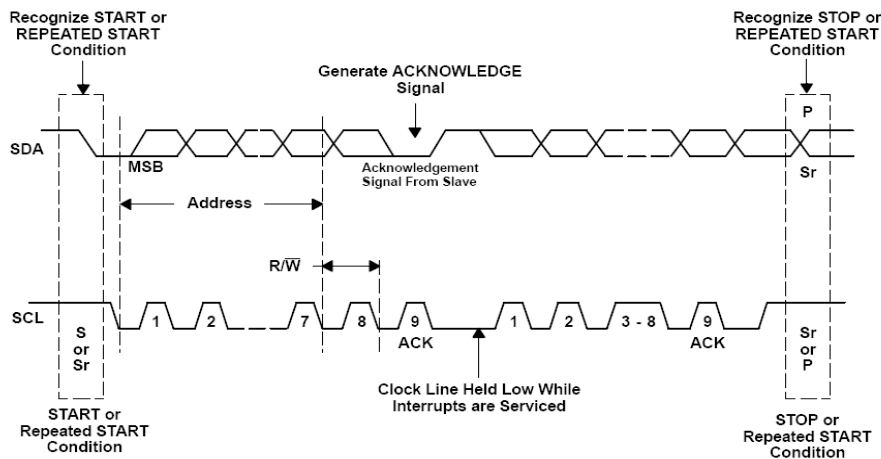 Recognize START or
REPEATED START
Condition
Recognize STOP or
REPEATED START
Condition
Generate ACKNOWLEDGE
Signal
P
SDA
MSB
Acknowledgement
Signal From Slave
Sr
Address
R/W̅
SCL
1
2
7
8
9
1
2
3 - 8
9
ACK
ACK
S
or
Sr
Sr
or
P
Clock Line Held Low While
Interrupts are Serviced
START or
Repeated START
Condition
STOP or
Repeated START
Condition